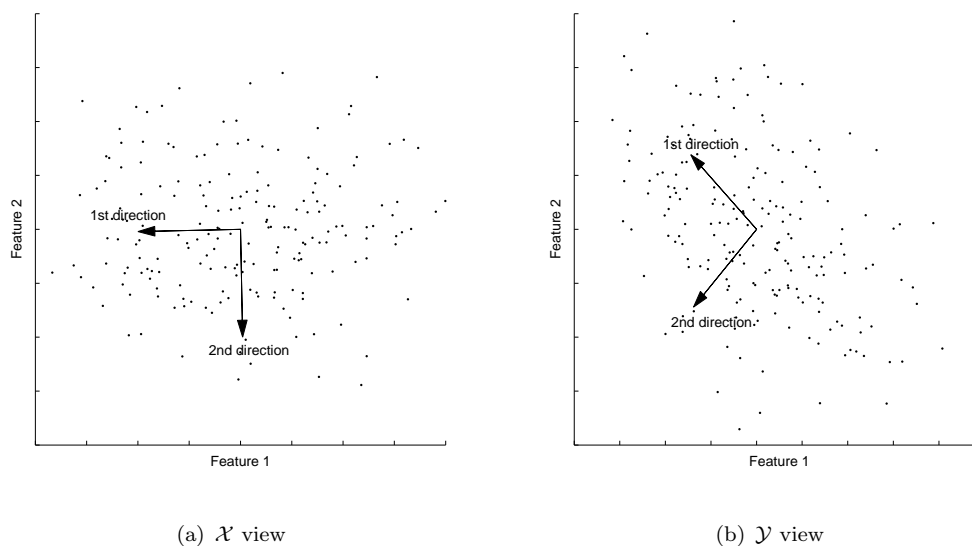 Feature 2
1st direction
2nd direction
Feature 1
(a) 𝒳 view
Feature 2
1st direction
2nd direction
Feature 1
(b) 𝒴 view